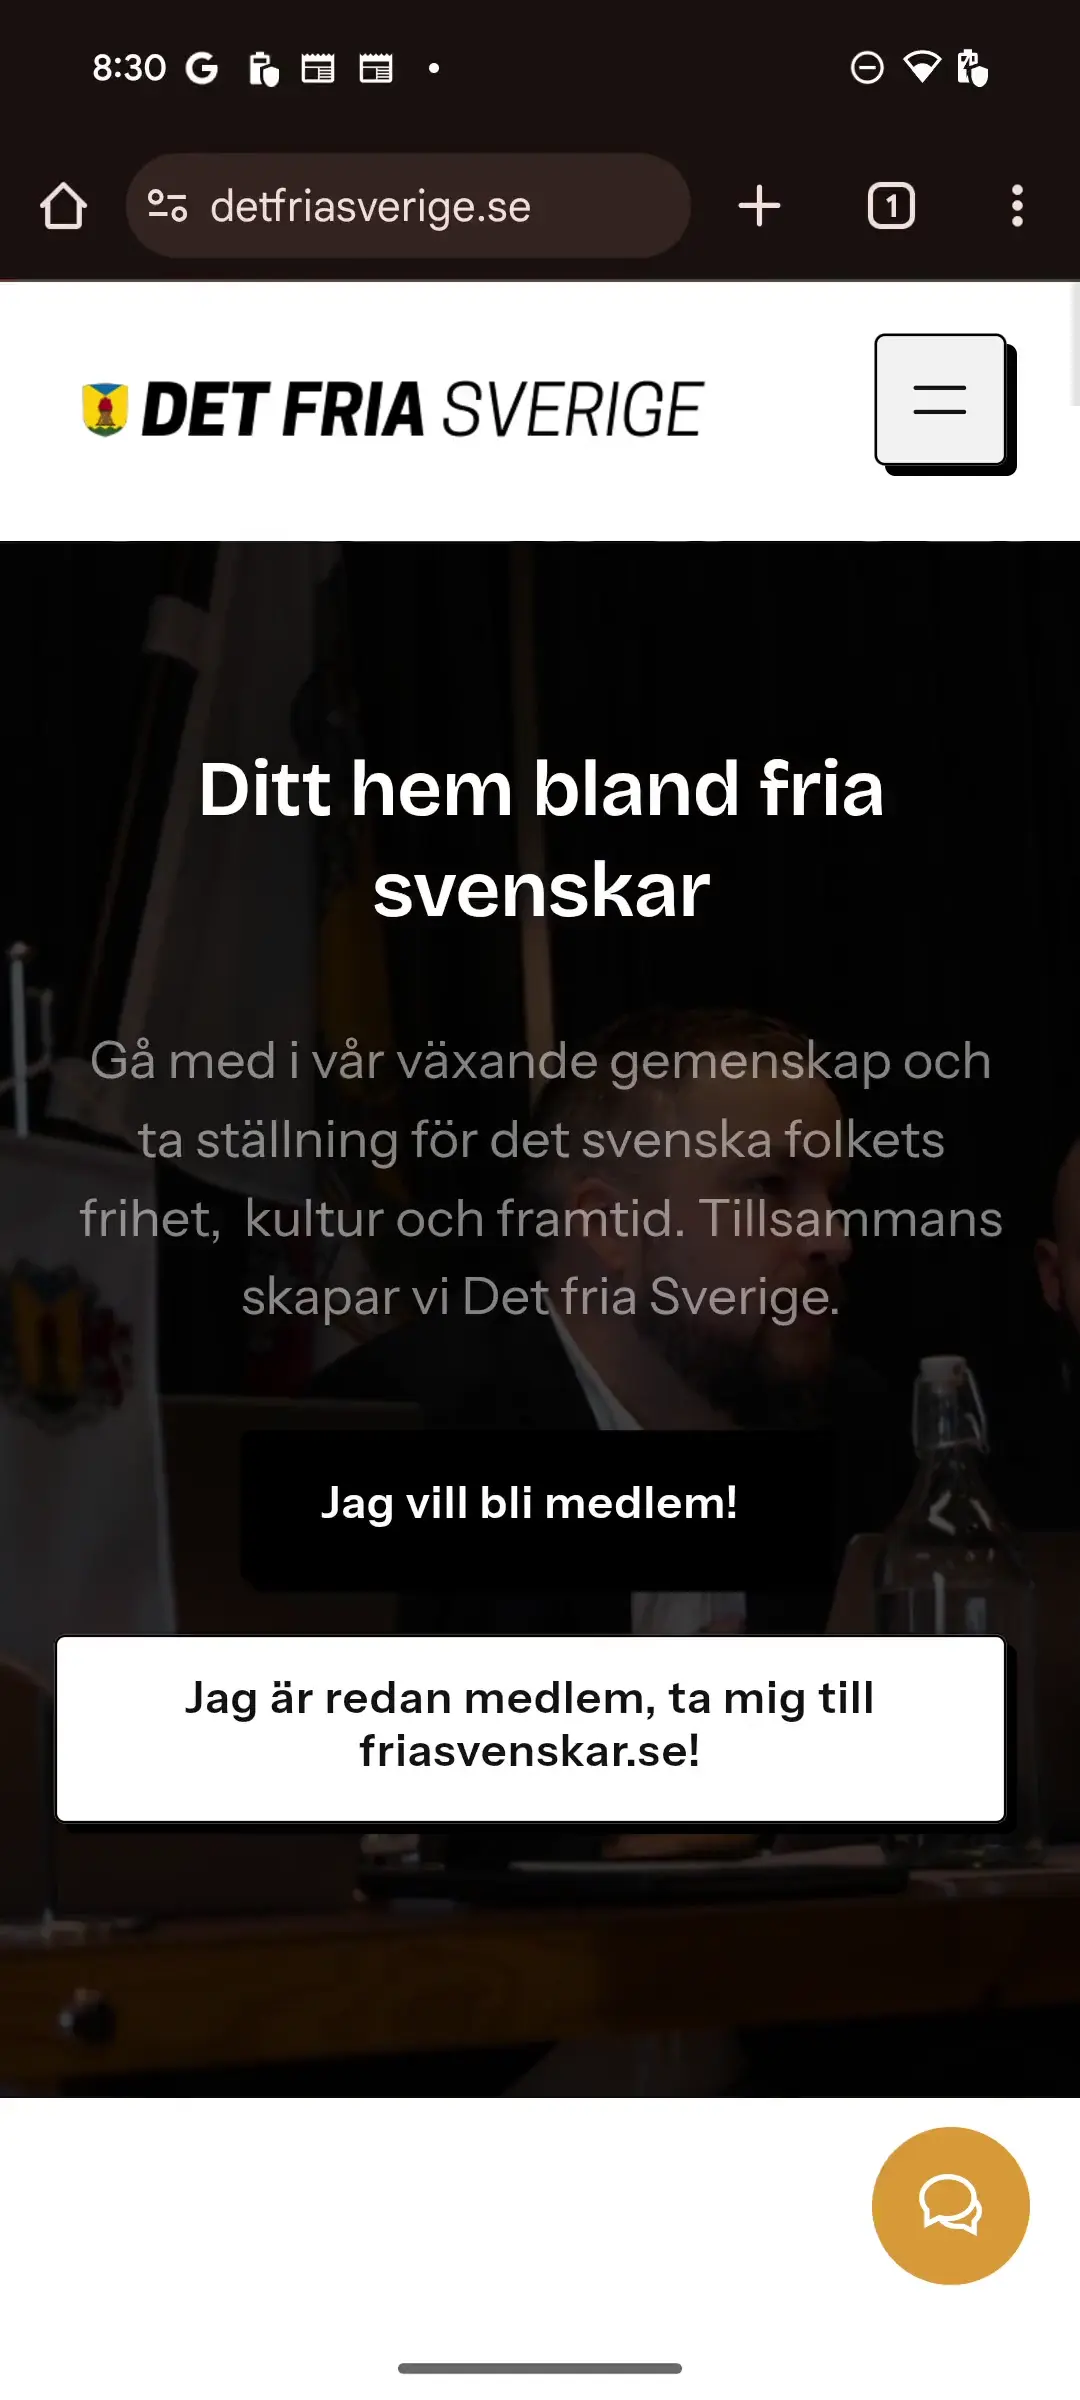 8:30
detfriasverige.se
1
DET FRIA SVERIGE
Ditt hem bland fria
svenskar
Gå med i vår växande gemenskap och
ta ställning för det svenska folkets
frihet,  kultur och framtid. Tillsammans
skapar vi Det fria Sverige.
Jag vill bli medlem!
Jag är redan medlem, ta mig till
friasvenskar.se!